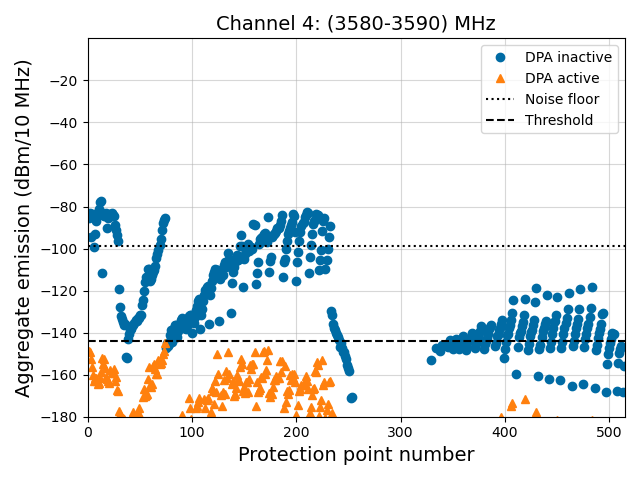 Channel 4: (3580-3590) MHz
Aggregate emission (dBm/10 MHz)
−20
−40
−60
−80
−100
−120
−140
−160
−180
DPA inactive
DPA active
Noise floor
Threshold
0
100
200
300
400
500
Protection point number